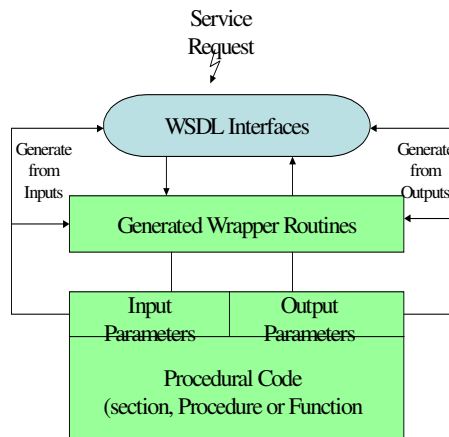 Service
Request
WSDL Interfaces
Generate
from
Inputs
Generate
from
Outputs
Generated Wrapper Routines
Input
Parameters
Output
Parameters
Procedural Code
(section, Procedure or Function